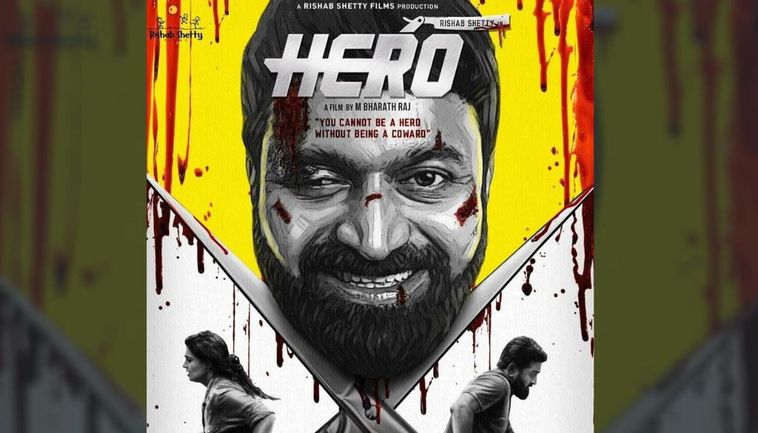 A RISHAB SHETTY FILMS PRODUCTION
Rishab Shetty
RISHAB SHETTY
HERO
A FILM BY M BHARATH RAJ
"YOU CANNOT BE A HERO
WITHOUT BEING A COWARD"